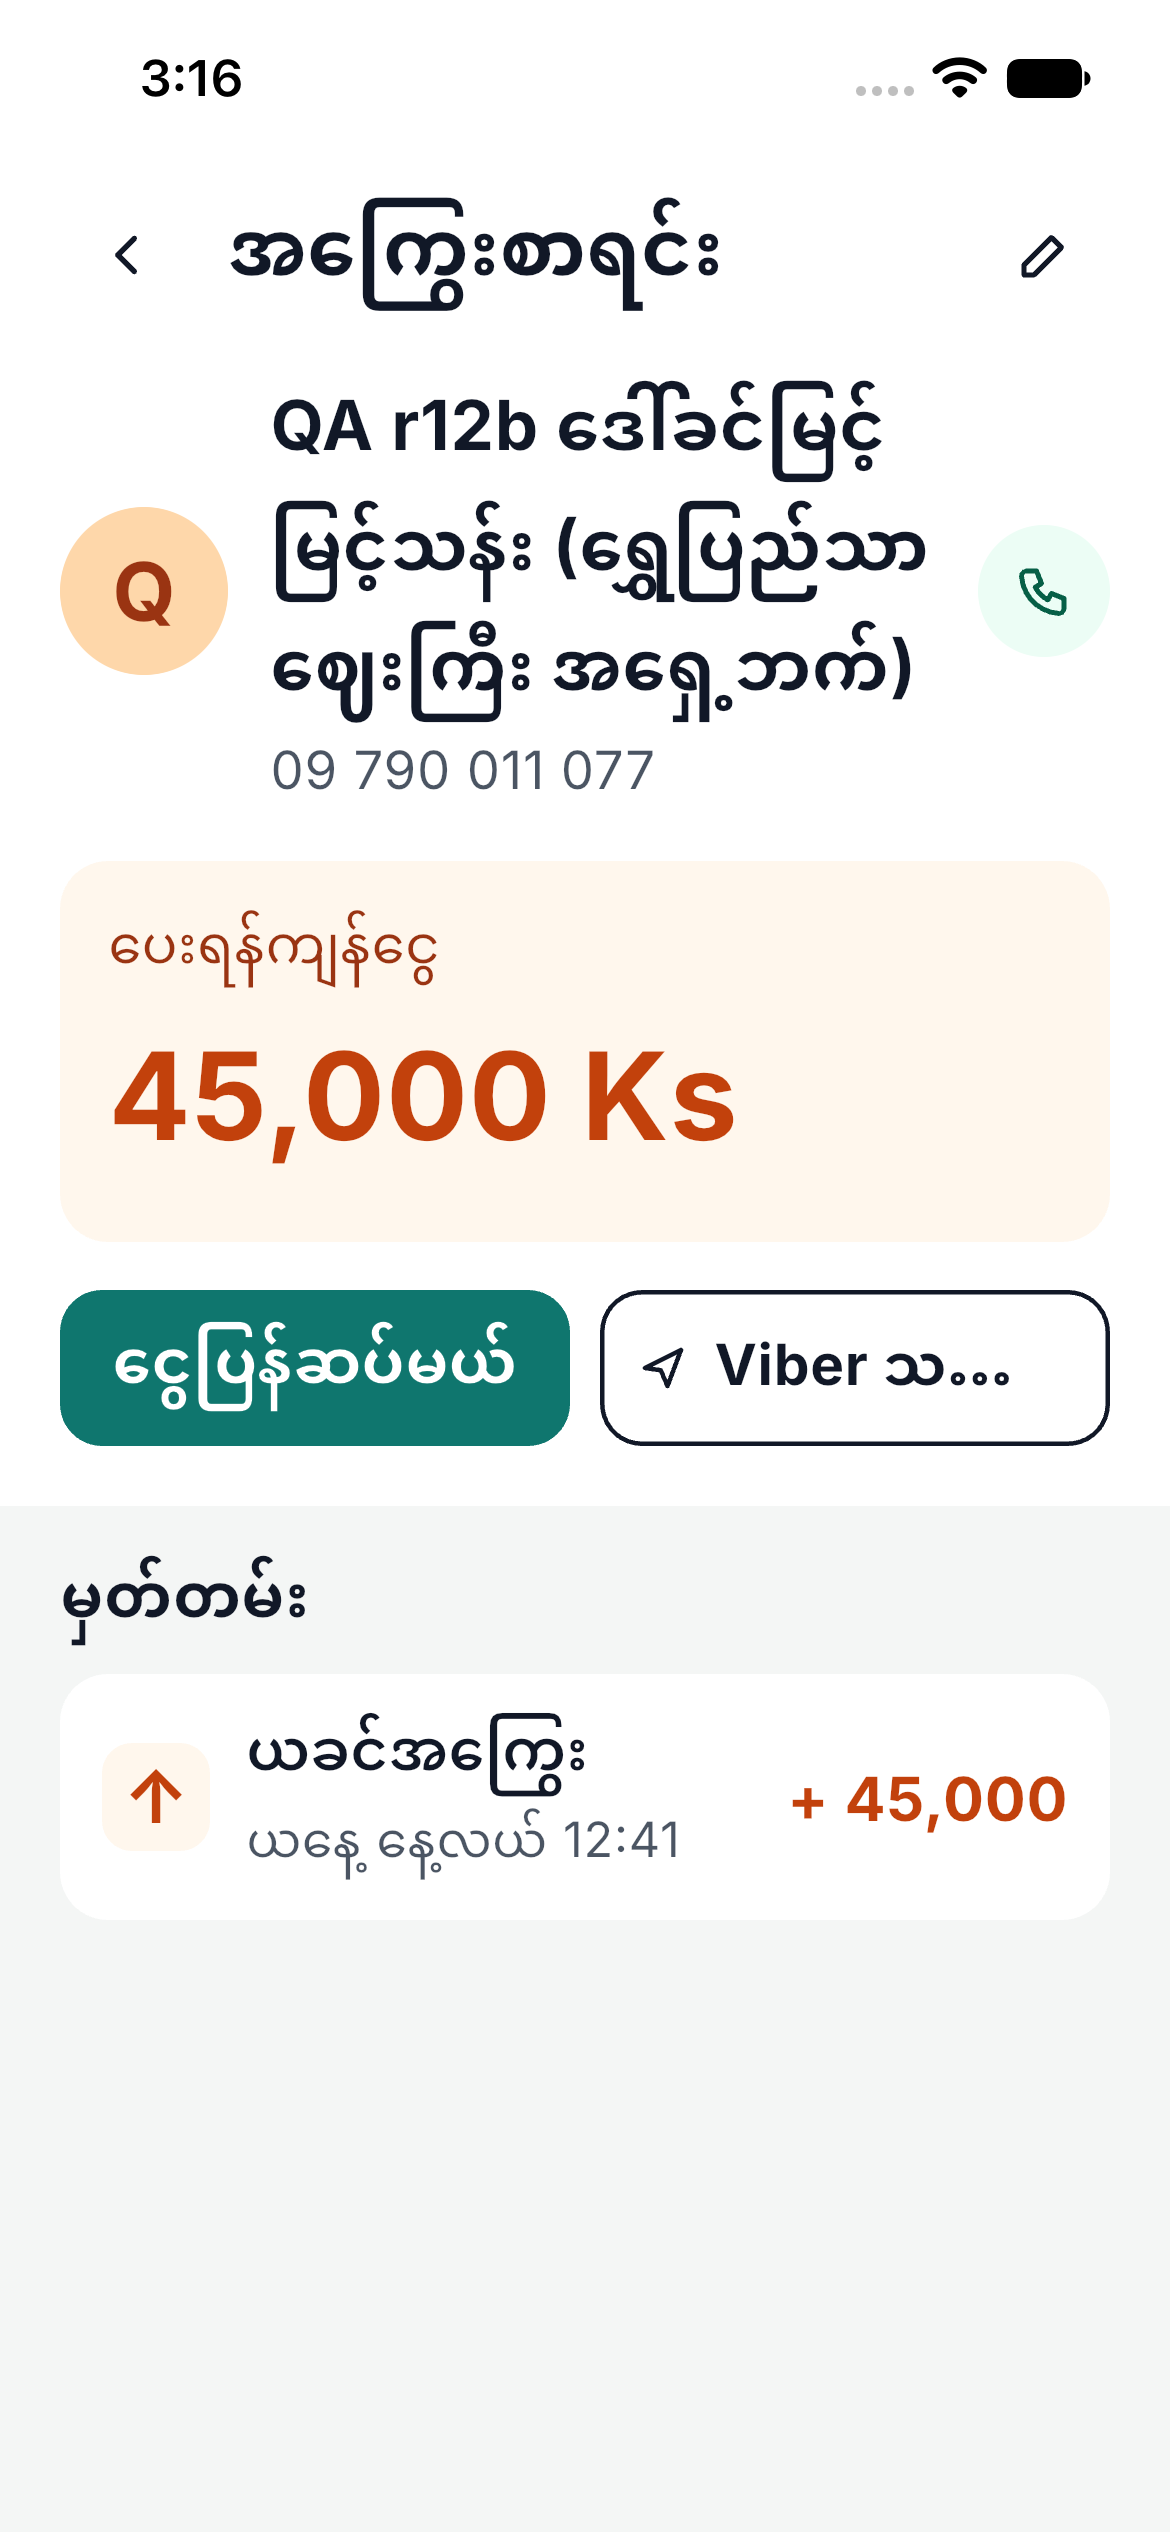 3:16
အကြွေးစာရင်း
QA r12b ဒေါ်ခင်မြင့်
မြင့်သန်း (ရွှေပြည်သာ
ဈေးကြီး အရှေ့ဘက်)
Q
09 790 011 077
ပေးရန်ကျန်ငွေ
45,000 Ks
ငွေပြန်ဆပ်မယ်
Viber သ...
မှတ်တမ်း
ယခင်အကြွေး
+ 45,000
ယနေ့ နေ့လယ် 12:41